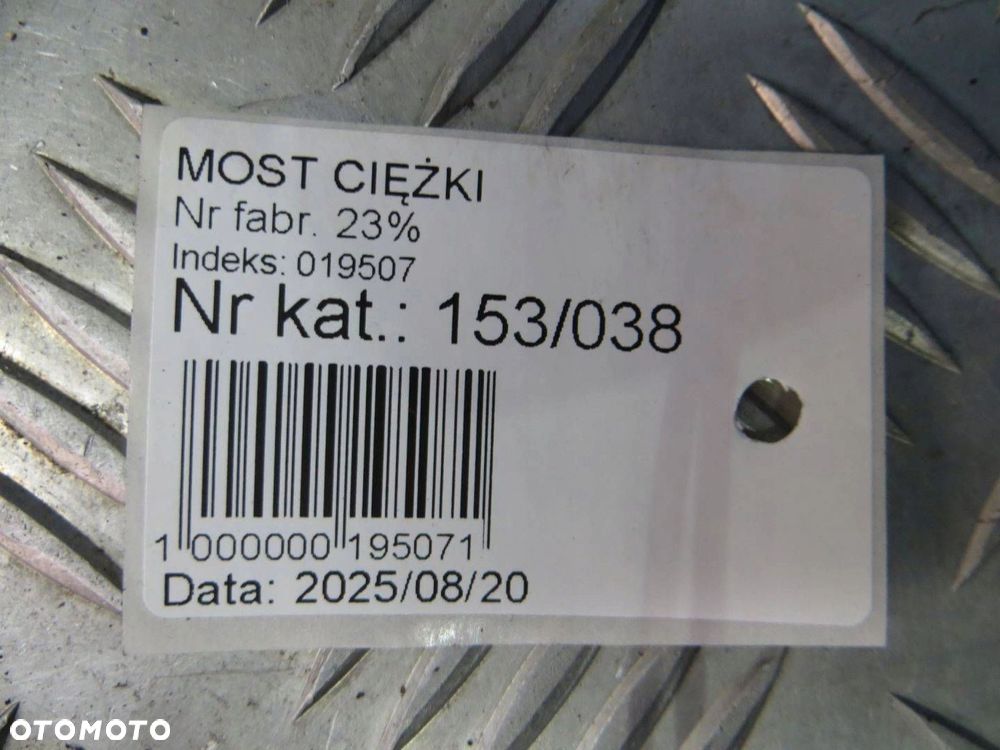 MOST CIĘŻKI
Nr fabr. 23%
Indeks: 019507
Nr kat.: 153/038
1 000000 195071
Data: 2025/08/20
OTOMOTO